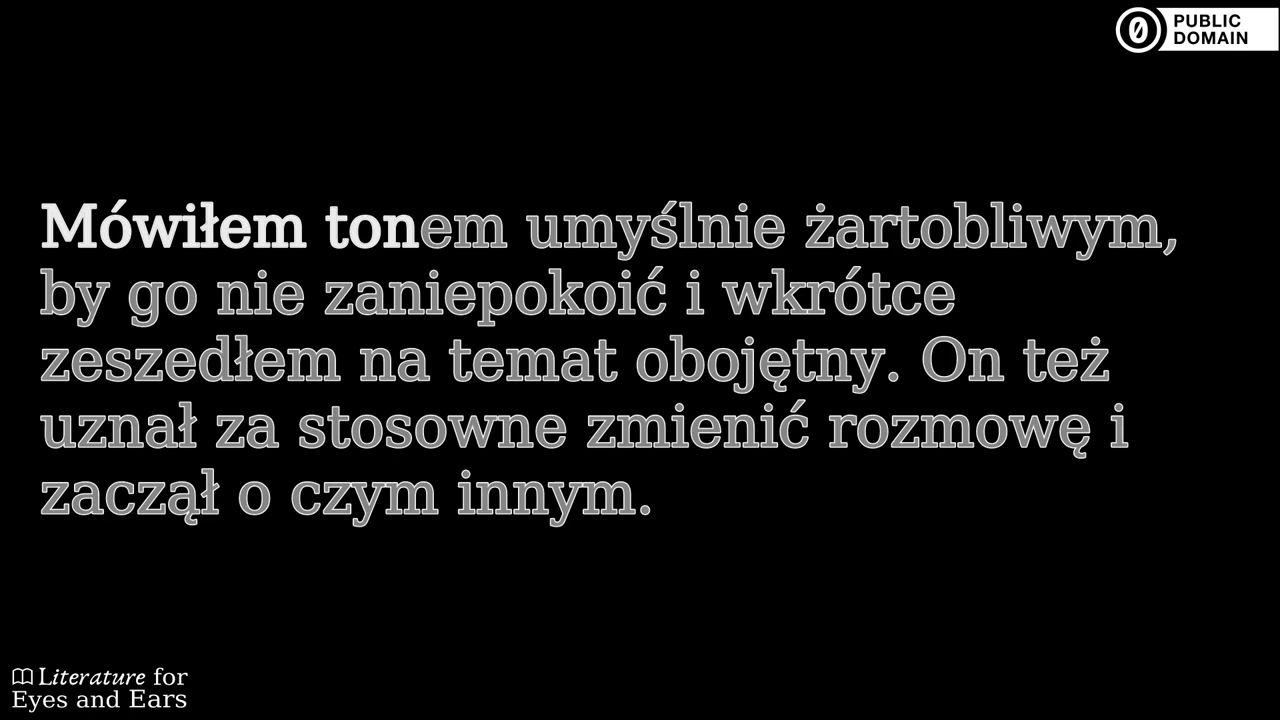 PUBLIC
DOMAIN
Mówiłem tonem umyślnie żartobliwym,
by go nie zaniepokoić i wkrótce
zeszedłem na temat obojętny. On też
uznał za stosowne zmienić rozmowę i
zaczął o czym innym.
Literature for
Eyes and Ears